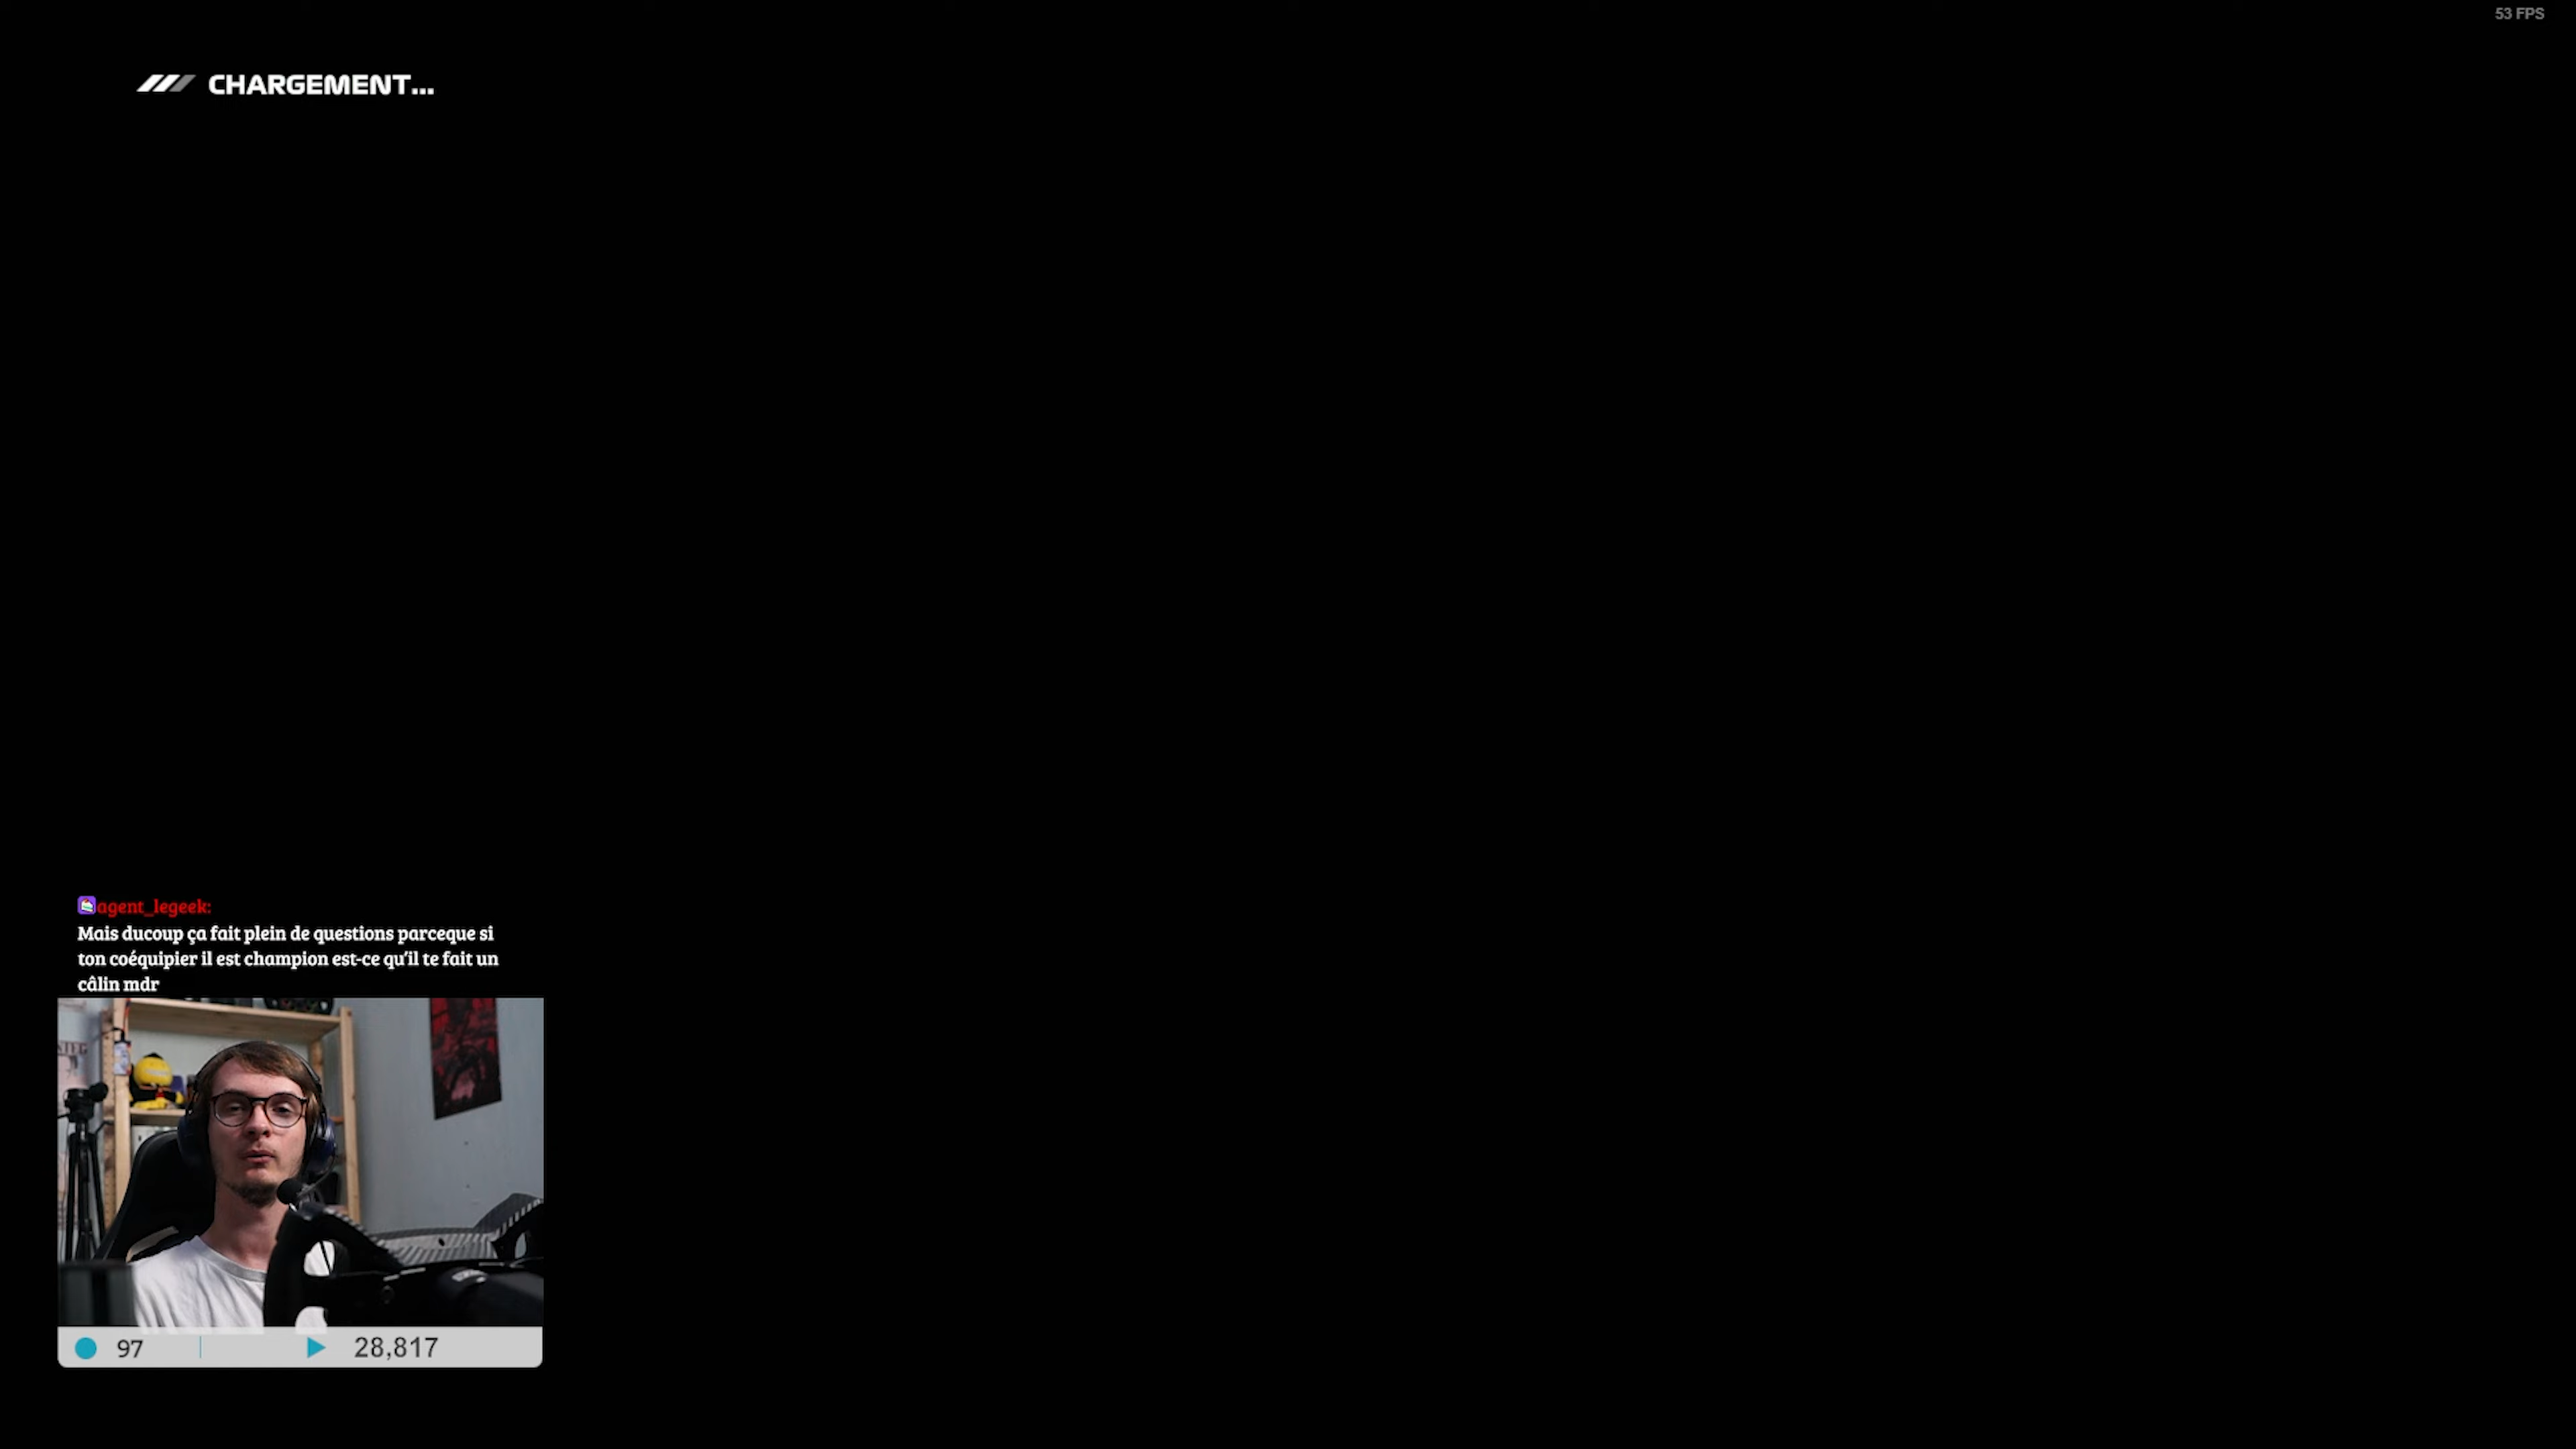 53 FPS
CHARGEMENT...
agent_legeek:
Mais ducoup ça fait plein de questions parceque si
ton coéquipier il est champion est-ce qu'il te fait un
câlin mdr
97
28,817